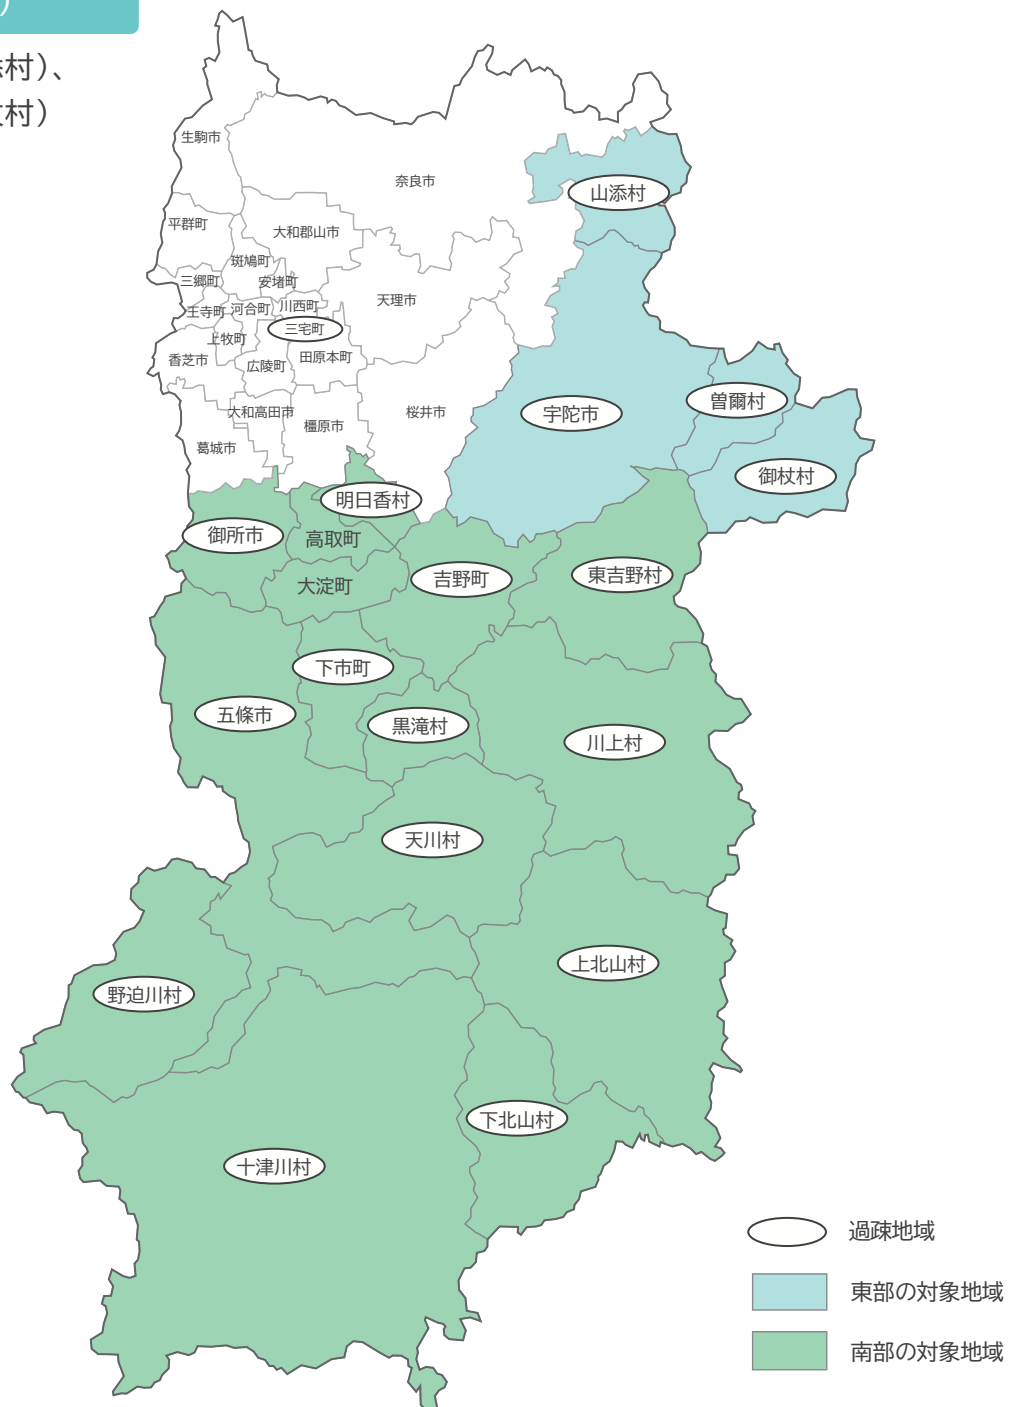 ）
村）、
村）
生駒市
奈良市
山添村
平群町
大和郡山市
斑鳩町
三郷町
安堵町
天理市
王寺町
河合町
川西町
三宅町
上牧町
香芝市
広陵町
田原本町
宇陀市
曽爾村
大和高田市
橿原市
桜井市
葛城市
御杖村
明日香村
御所市
高取町
大淀町
吉野町
東吉野村
下市町
五條市
黒滝村
川上村
天川村
上北山村
野迫川村
下北山村
十津川村
過疎地域
東部の対象地域
南部の対象地域